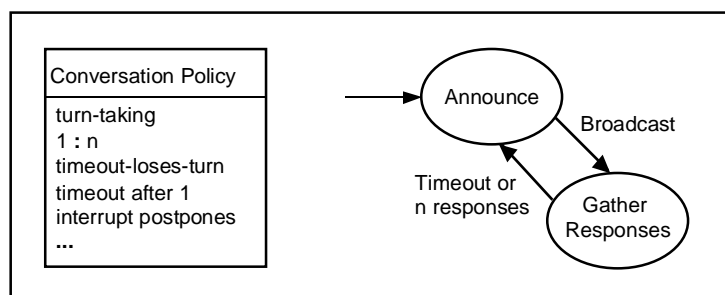 Conversation Policy
turn-taking
1 : n
timeout-loses-turn
timeout after 1
interrupt postpones
...
Announce
Broadcast
Timeout or
n responses
Gather
Responses